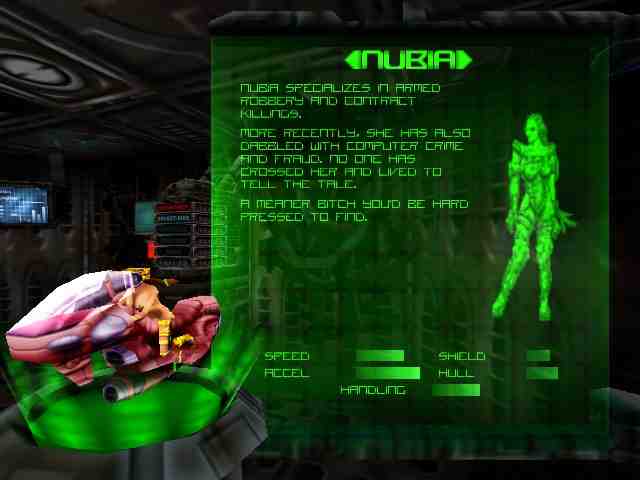 NUBIA
NUBIA SPECIALIZES IN ARMED
ROBBERY AND CONTRACT
KILLINGS.
MORE RECENTLY, SHE HAS ALSO
DABBLED WITH COMPUTER CRIME
AND FRAUD. NO ONE HAS
CROSSED HER AND LIVED TO
TELL THE TALE.
A MEANER BITCH YOU'D BE HARD
PRESSED TO FIND.
SPEED
SHIELD
ACCEL
HULL
HANDLING